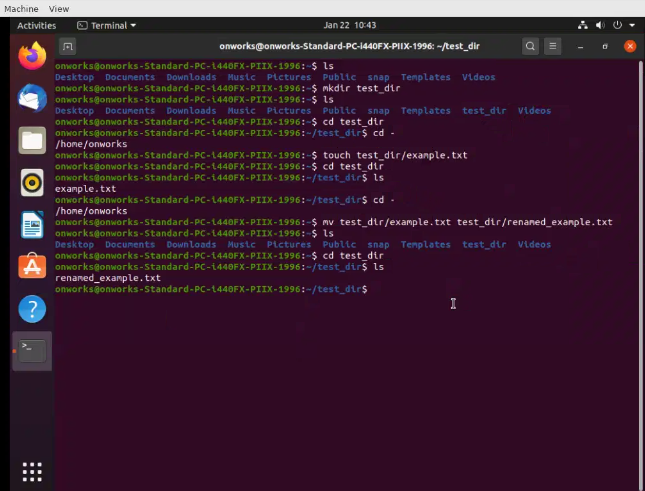 Machine View
Activities Terminal Jan 22 10:43
onworks@onworks-Standard-PC-i440FX-PIIX-1996: ~/test_dir
onworks@onworks-Standard-PC-i440FX-PIIX-1996:~$ ls
Desktop Documents Downloads Music Pictures Public snap Templates Videos
onworks@onworks-Standard-PC-i440FX-PIIX-1996:~$ mkdir test_dir
onworks@onworks-Standard-PC-i440FX-PIIX-1996:~$ ls
Desktop Documents Downloads Music Pictures Public snap Templates test_dir Videos
onworks@onworks-Standard-PC-i440FX-PIIX-1996:~$ cd test_dir
onworks@onworks-Standard-PC-i440FX-PIIX-1996:~/test_dir$ cd -
/home/onworks
onworks@onworks-Standard-PC-i440FX-PIIX-1996:~$ touch test_dir/example.txt
onworks@onworks-Standard-PC-i440FX-PIIX-1996:~$ cd test_dir
onworks@onworks-Standard-PC-i440FX-PIIX-1996:~/test_dir$ ls
example.txt
onworks@onworks-Standard-PC-i440FX-PIIX-1996:~/test_dir$ cd -
/home/onworks
onworks@onworks-Standard-PC-i440FX-PIIX-1996:~$ mv test_dir/example.txt test_dir/renamed_example.txt
onworks@onworks-Standard-PC-i440FX-PIIX-1996:~$ ls
Desktop Documents Downloads Music Pictures Public snap Templates test_dir Videos
onworks@onworks-Standard-PC-i440FX-PIIX-1996:~$ cd test_dir
onworks@onworks-Standard-PC-i440FX-PIIX-1996:~/test_dir$ ls
renamed_example.txt
onworks@onworks-Standard-PC-i440FX-PIIX-1996:~/test_dir$